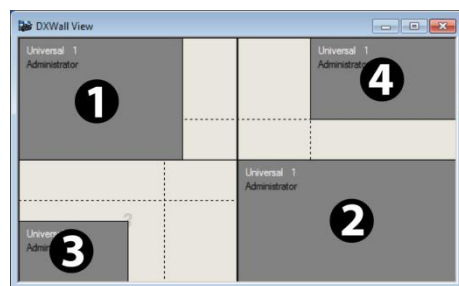 DXWall View
Universal 1
Administrator
1
Universal 1
Administrator
4
Universal 1
Administrator
2
3